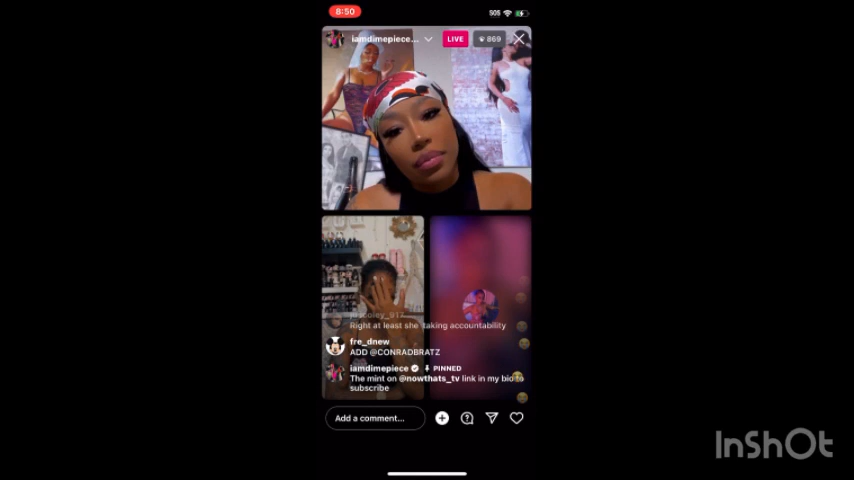 8:50
SOS
iamdimepiece...
LIVE
869
Right at least she taking accountability
fre_dnew
ADD @CONRADBRATZ
iamdimepiece
PINNED
The mint on @nowthats_tv link in my bio to
subscribe
Add a comment...
InShOt